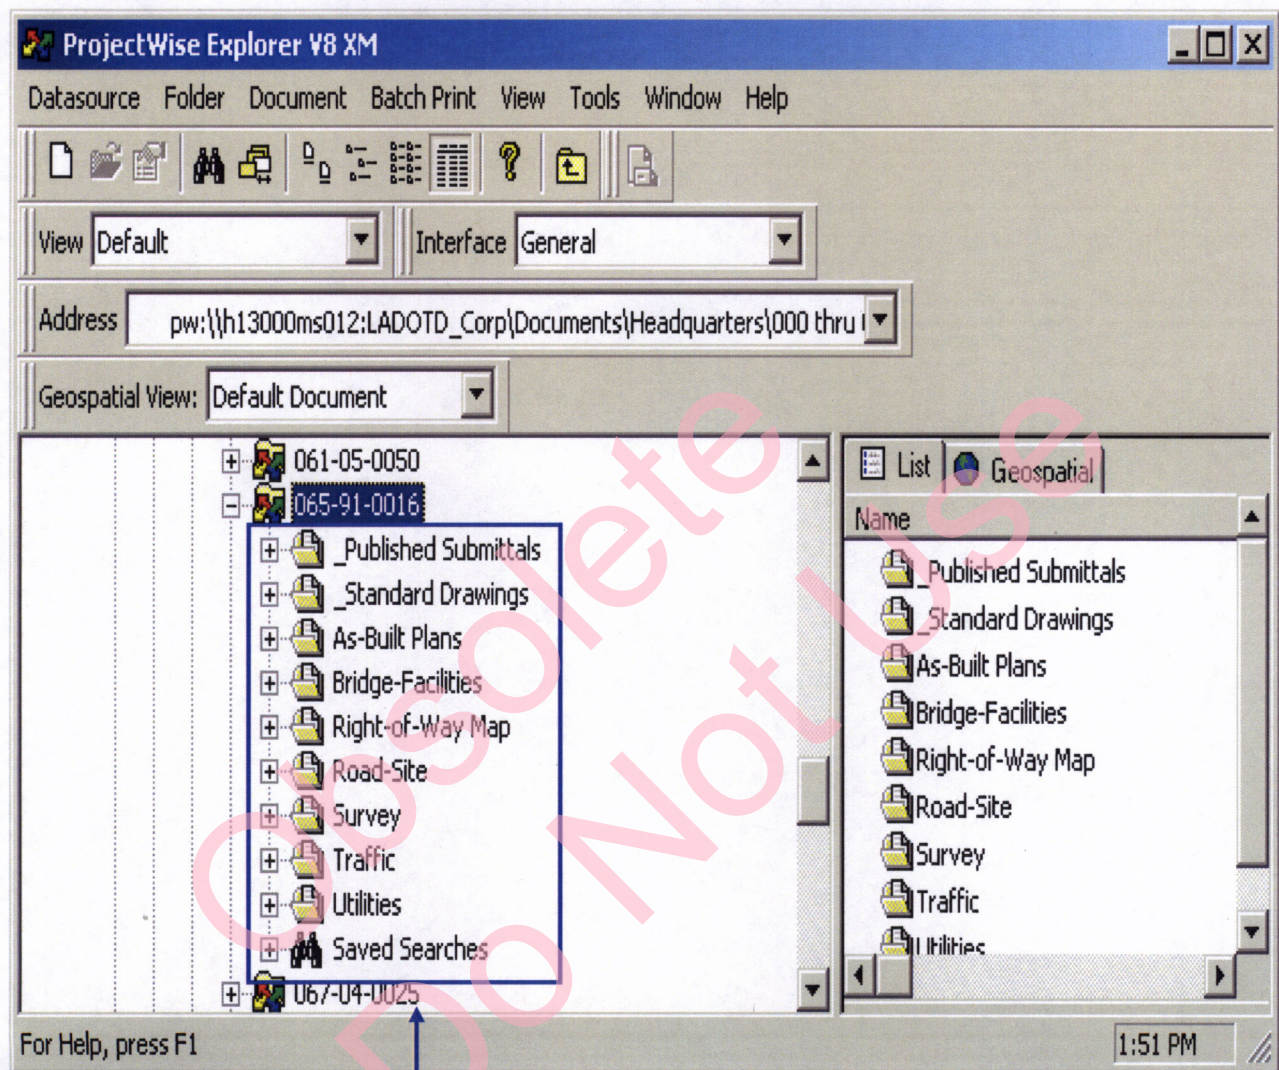 ProjectWise Explorer V8 XM
Datasource Folder Document Batch Print View Tools Window Help
View Default Interface General
Address pw:\\h13000ms012:LADOTD_Corp\Documents\Headquarters\000 thru
Geospatial View: Default Document
061-05-0050
065-91-0016
_Published Submittals
_Standard Drawings
As-Built Plans
Bridge-Facilities
Right-of-Way Map
Road-Site
Survey
Traffic
Utilities
Saved Searches
067-04-0025
List Geospatial
Name
_Published Submittals
_Standard Drawings
As-Built Plans
Bridge-Facilities
Right-of-Way Map
Road-Site
Survey
Traffic
Utilities
For Help, press F1 1:51 PM
Obsolete
Do Not Use